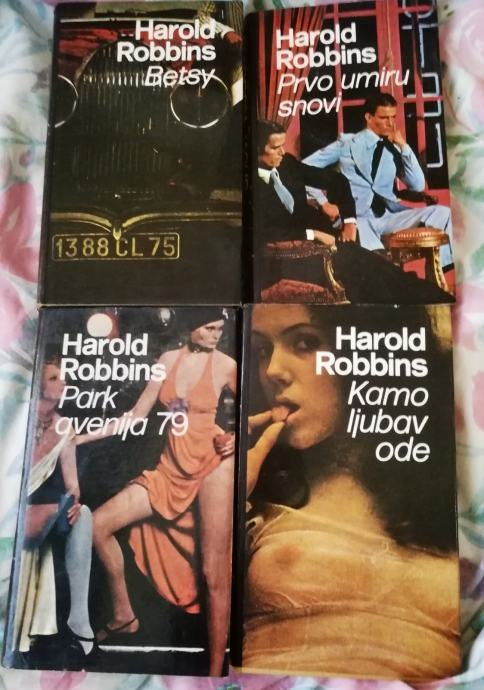 Harold
Robbins
Betsy
1388 CL 75
Harold
Robbins
Prvo umiru
snovi
Harold
Robbins
Park
avenija 79
Harold
Robbins
Kamo
ljubav
ode